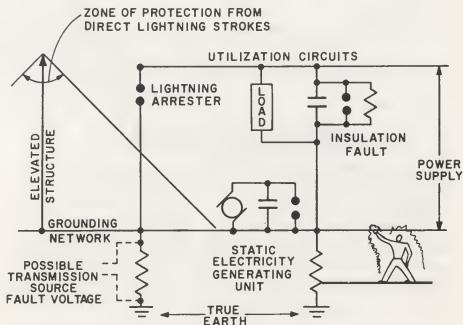 ZONE OF PROTECTION FROM
DIRECT LIGHTNING STROKES
UTILIZATION CIRCUITS
LIGHTNING
ARRESTER
LOAD
INSULATION
FAULT
POWER
SUPPLY
ELEVATED
STRUCTURE
GROUNDING
NETWORK
POSSIBLE
TRANSMISSION
SOURCE
FAULT VOLTAGE
STATIC
ELECTRICITY
GENERATING
UNIT
TRUE
EARTH